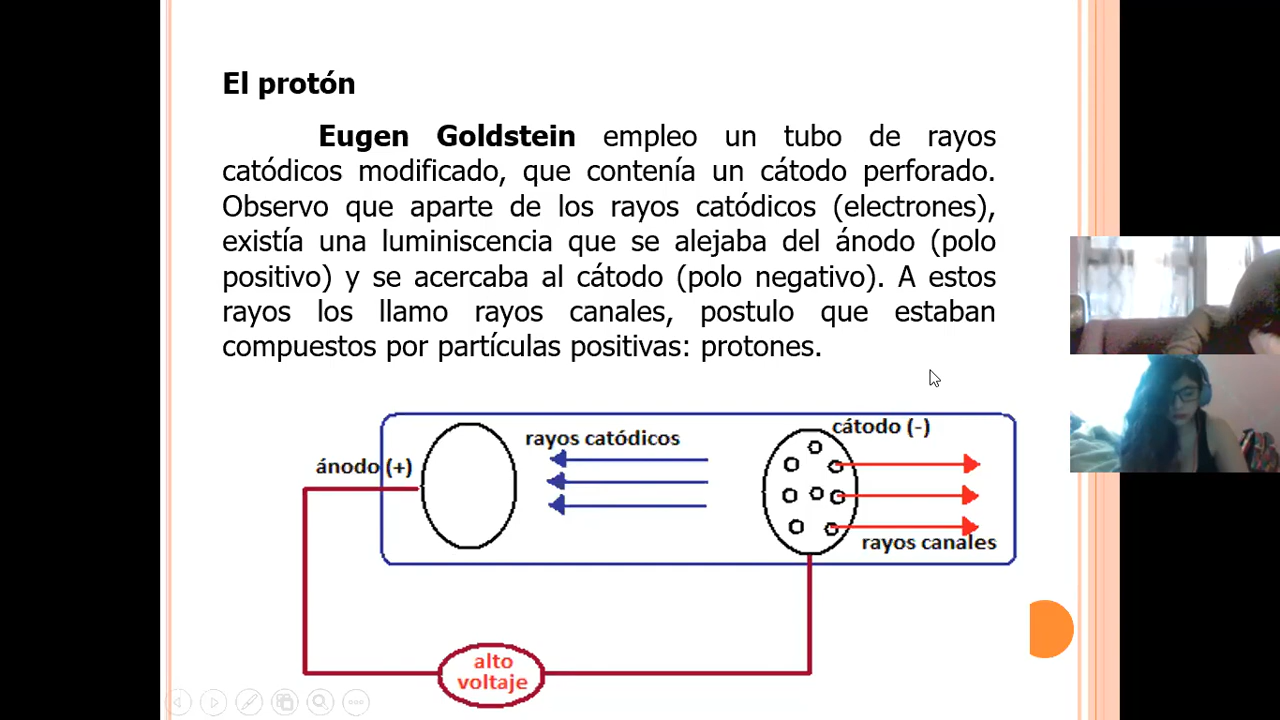 El protón
Eugen Goldstein empleo un tubo de rayos
catódicos modificado, que contenía un cátodo perforado.
Observo que aparte de los rayos catódicos (electrones),
existía una luminiscencia que se alejaba del ánodo (polo
positivo) y se acercaba al cátodo (polo negativo). A estos
rayos los llamo rayos canales, postulo que estaban
compuestos por partículas positivas: protones.
cátodo (-)
rayos catódicos
ánodo (+)
rayos canales
alto
voltaje